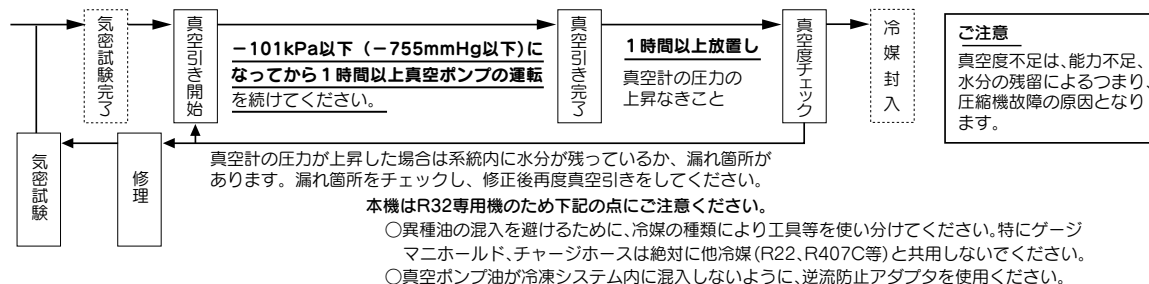 気密試験完了
真空引き開始
－101kPa以下（－755mmHg以下）に
なってから１時間以上真空ポンプの運転
を続けてください。
真空引き完了
１時間以上放置し
真空計の圧力の
上昇なきこと
真空度チェック
冷媒封入
ご注意
真空度不足は、能力不足、
水分の残留によるつまり、
圧縮機故障の原因となり
ます。
気密試験
修理
真空計の圧力が上昇した場合は系統内に水分が残っているか、漏れ箇所が
あります。漏れ箇所をチェックし、修正後再度真空引きをしてください。
本機はR32専用機のため下記の点にご注意ください。
○異種油の混入を避けるために、冷媒の種類により工具等を使い分けてください。特にゲージ
マニホールド、チャージホースは絶対に他冷媒（R22、R407C等）と共用しないでください。
○真空ポンプ油が冷凍システム内に混入しないように、逆流防止アダプタを使用ください。